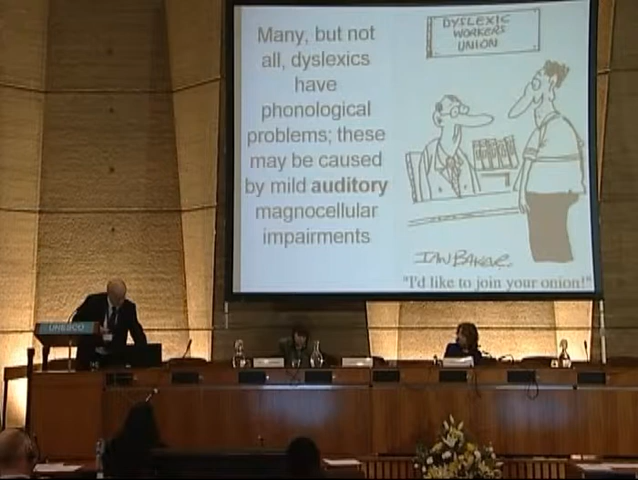 Many, but not
all, dyslexics
have
phonological
problems; these
may be caused
by mild auditory
magnocellular
impairments
DYSLEXIC
WORKERS
UNION
IAN BAKER.
"I'd like to join your onion!"
UNESCO